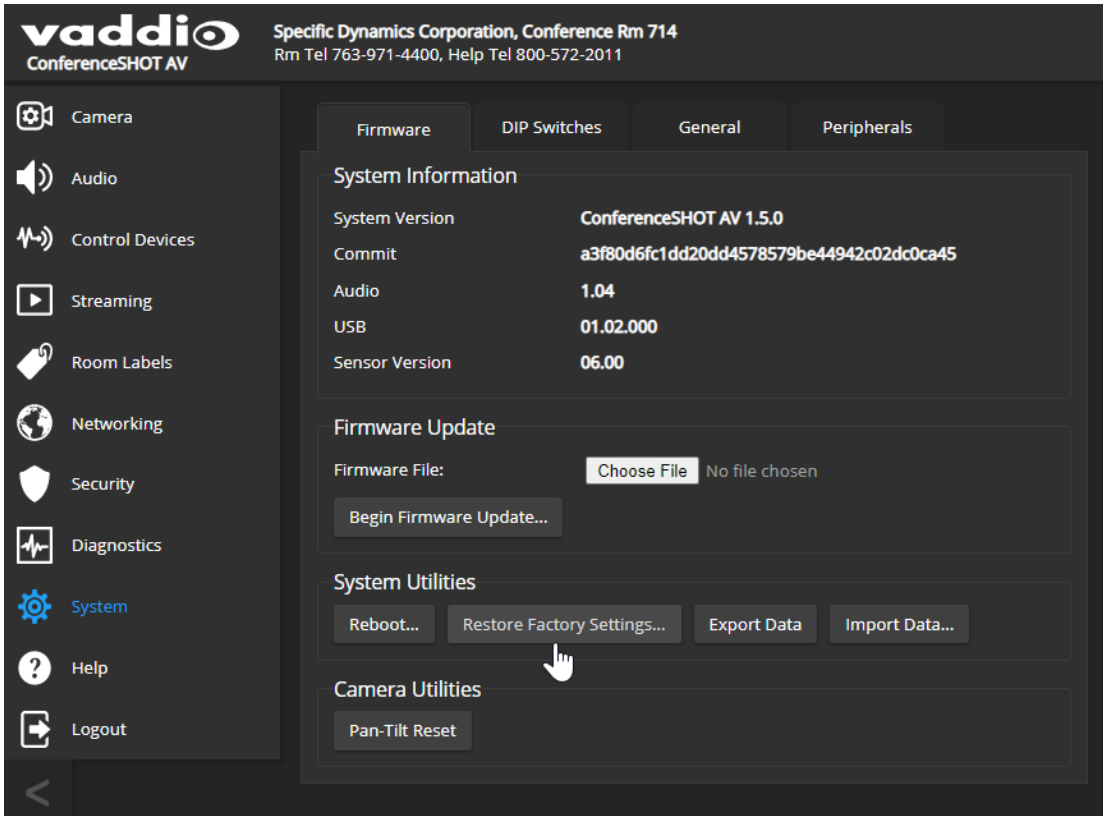 vaddio
ConferenceSHOT AV
Specific Dynamics Corporation, Conference Rm 714
Rm Tel 763-971-4400, Help Tel 800-572-2011
Camera
Audio
Control Devices
Streaming
Room Labels
Networking
Security
Diagnostics
System
Help
Logout
<
Firmware DIP Switches General Peripherals
System Information
System Version ConferenceSHOT AV 1.5.0
Commit a3f80d6fc1dd20dd4578579be44942c02dc0ca45
Audio 1.04
USB 01.02.000
Sensor Version 06.00
Firmware Update
Firmware File: Choose File No file chosen
Begin Firmware Update...
System Utilities
Reboot... Restore Factory Settings... Export Data Import Data...
Camera Utilities
Pan-Tilt Reset